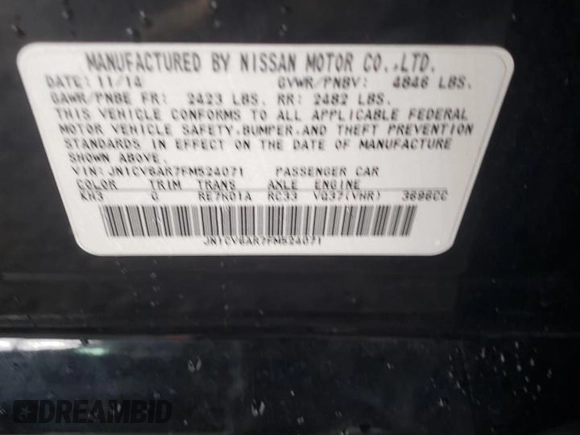 MANUFACTURED BY NISSAN MOTOR CO.,LTD.
DATE: 11/14 GVWR/PNBV: 4846 LBS.
GAWR/PNBE FR: 2423 LBS. RR: 2482 LBS.
THIS VEHICLE CONFORMS TO ALL APPLICABLE FEDERAL
MOTOR VEHICLE SAFETY, BUMPER, AND THEFT PREVENTION
STANDARDS IN EFFECT ON THE DATE OF MANUFACTURE
SHOWN ABOVE.
VIN: JN1CV6AR7FM524071 PASSENGER CAR
COLOR TRIM TRANS AXLE ENGINE
KH3 G RE7R01A RC33 VQ37(VHR) 3696CC
JN1CV6AR7FM524071
DREAMBID